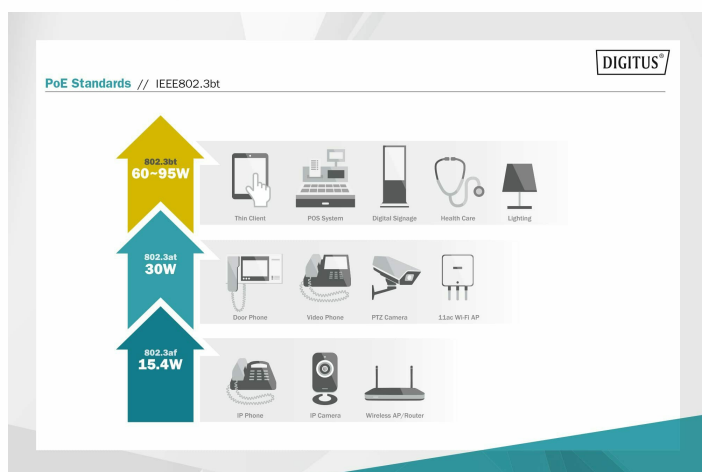 DIGITUS®
PoE Standards // IEEE802.3bt
802.3bt
60~95W
Thin Client
POS System
Digital Signage
Health Care
Lighting
802.3at
30W
Door Phone
Video Phone
PTZ Camera
11ac Wi-Fi AP
802.3af
15.4W
IP Phone
IP Camera
Wireless AP/Router